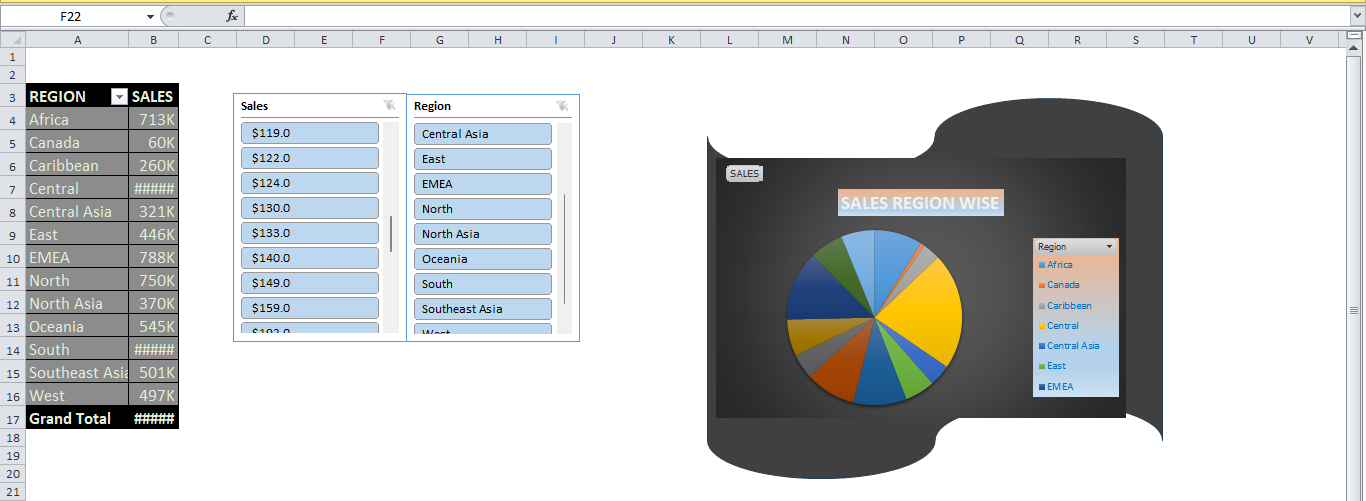 F22
fx
A B C D E F G H I J K L M N O P Q R S T U V
1
2
3 REGION SALES
4 Africa 713K
5 Canada 60K
6 Caribbean 260K
7 Central #####
8 Central Asia 321K
9 East 446K
10 EMEA 788K
11 North 750K
12 North Asia 370K
13 Oceania 545K
14 South #####
15 Southeast Asia 501K
16 West 497K
17 Grand Total #####
18
19
20
21
Sales
$119.0
$122.0
$124.0
$130.0
$133.0
$140.0
$149.0
$159.0
$192.0
Region
Central Asia
East
EMEA
North
North Asia
Oceania
South
Southeast Asia
West
SALES
SALES REGION WISE
Region
Africa
Canada
Caribbean
Central
Central Asia
East
EMEA